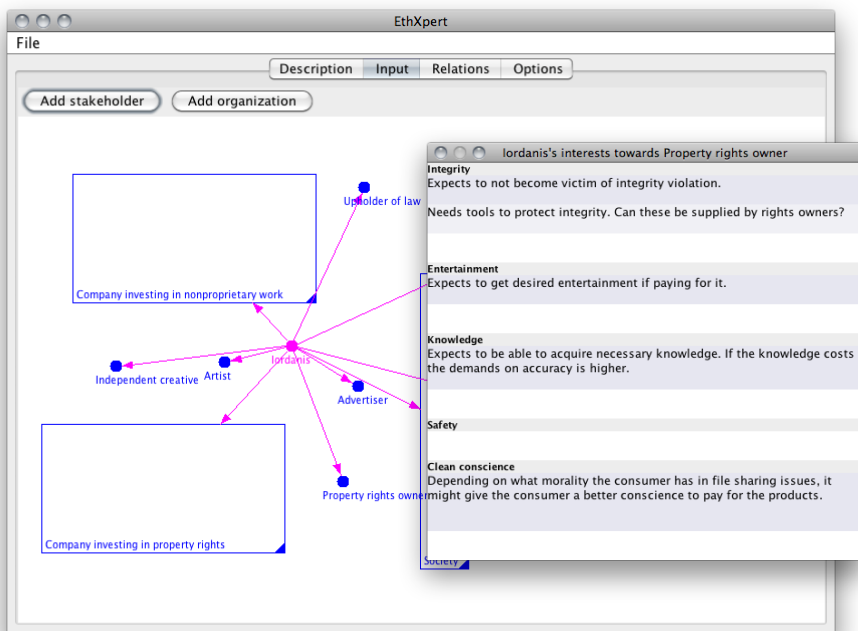 EthXpert
File
Description Input Relations Options
Add stakeholder Add organization
Iordanis's interests towards Property rights owner
Integrity
Expects to not become victim of integrity violation.
Needs tools to protect integrity. Can these be supplied by rights owners?
Entertainment
Expects to get desired entertainment if paying for it.
Knowledge
Expects to be able to acquire necessary knowledge. If the knowledge costs
the demands on accuracy is higher.
Safety
Clean conscience
Depending on what morality the consumer has in file sharing issues, it
might give the consumer a better conscience to pay for the products.
Upholder of law
Company investing in nonproprietary work
Iordanis
Independent creative
Artist
Advertiser
Property rights owner
Company investing in property rights
Society